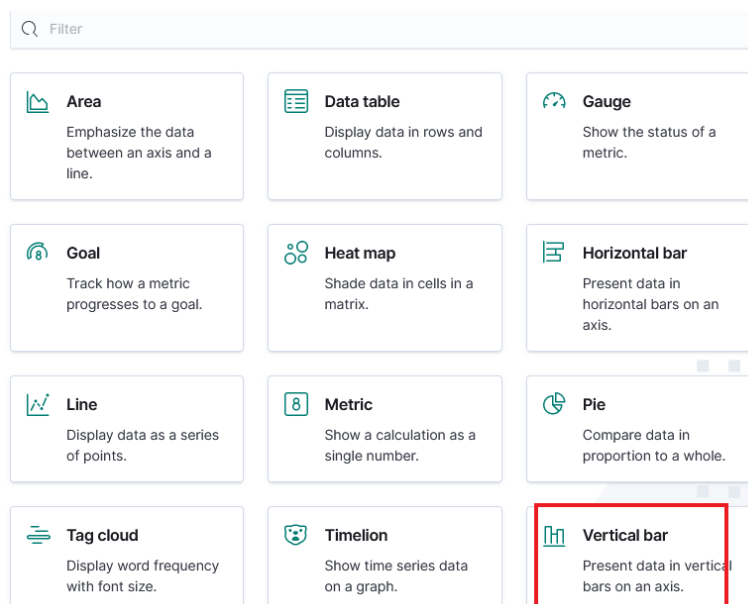 Filter
Area
Emphasize the data
between an axis and a
line.
Data table
Display data in rows and
columns.
Gauge
Show the status of a
metric.
8
Goal
Track how a metric
progresses to a goal.
Heat map
Shade data in cells in a
matrix.
Horizontal bar
Present data in
horizontal bars on an
axis.
Line
Display data as a series
of points.
8
Metric
Show a calculation as a
single number.
Pie
Compare data in
proportion to a whole.
Tag cloud
Display word frequency
with font size.
Timelion
Show time series data
on a graph.
Vertical bar
Present data in vertical
bars on an axis.